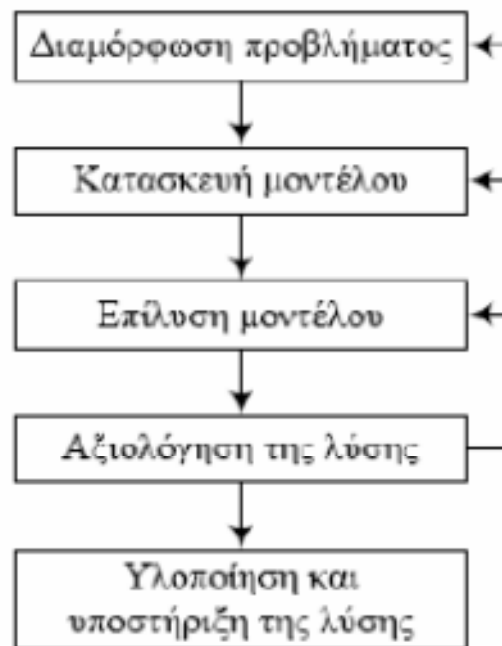 Διαμόρφωση προβλήματος
Κατασκευή μοντέλου
Επίλυση μοντέλου
Αξιολόγηση της λύσης
Υλοποίηση και
υποστήριξη της λύσης